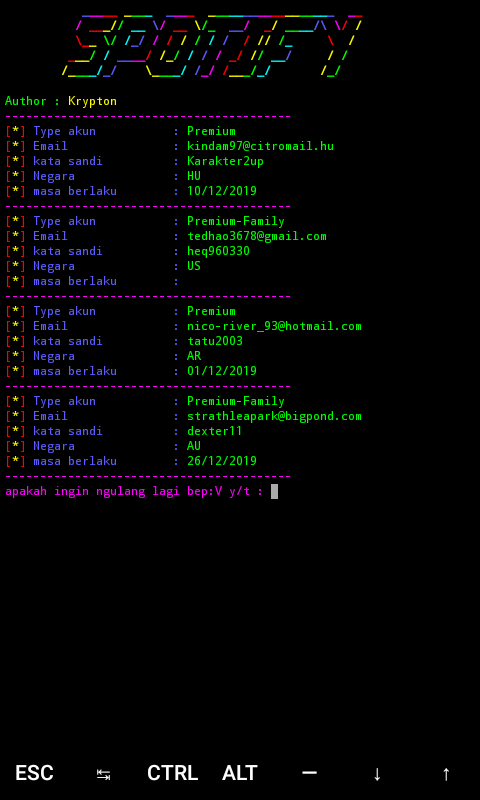 Author : Krypton
[*] Type akun : Premium
[*] Email : kindam97@citromail.hu
[*] kata sandi : Karakter2up
[*] Negara : HU
[*] masa berlaku : 10/12/2019
[*] Type akun : Premium-Family
[*] Email : tedhao3678@gmail.com
[*] kata sandi : heq960330
[*] Negara : US
[*] masa berlaku :
[*] Type akun : Premium
[*] Email : nico-river_93@hotmail.com
[*] kata sandi : tatu2003
[*] Negara : AR
[*] masa berlaku : 01/12/2019
[*] Type akun : Premium-Family
[*] Email : strathleapark@bigpond.com
[*] kata sandi : dexter11
[*] Negara : AU
[*] masa berlaku : 26/12/2019
apakah ingin ngulang lagi bep:V y/t :
ESC ↹ CTRL ALT — ↓ ↑